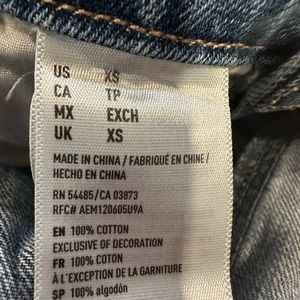 US XS
CA TP
MX EXCH
UK XS
MADE IN CHINA / FABRIQUÉ EN CHINE /
HECHO EN CHINA
RN 54485/CA 03873
RFC# AEM120605U9A
EN 100% COTTON
EXCLUSIVE OF DECORATION
FR 100% COTON
À L'EXCEPTION DE LA GARNITURE
SP 100% algodón